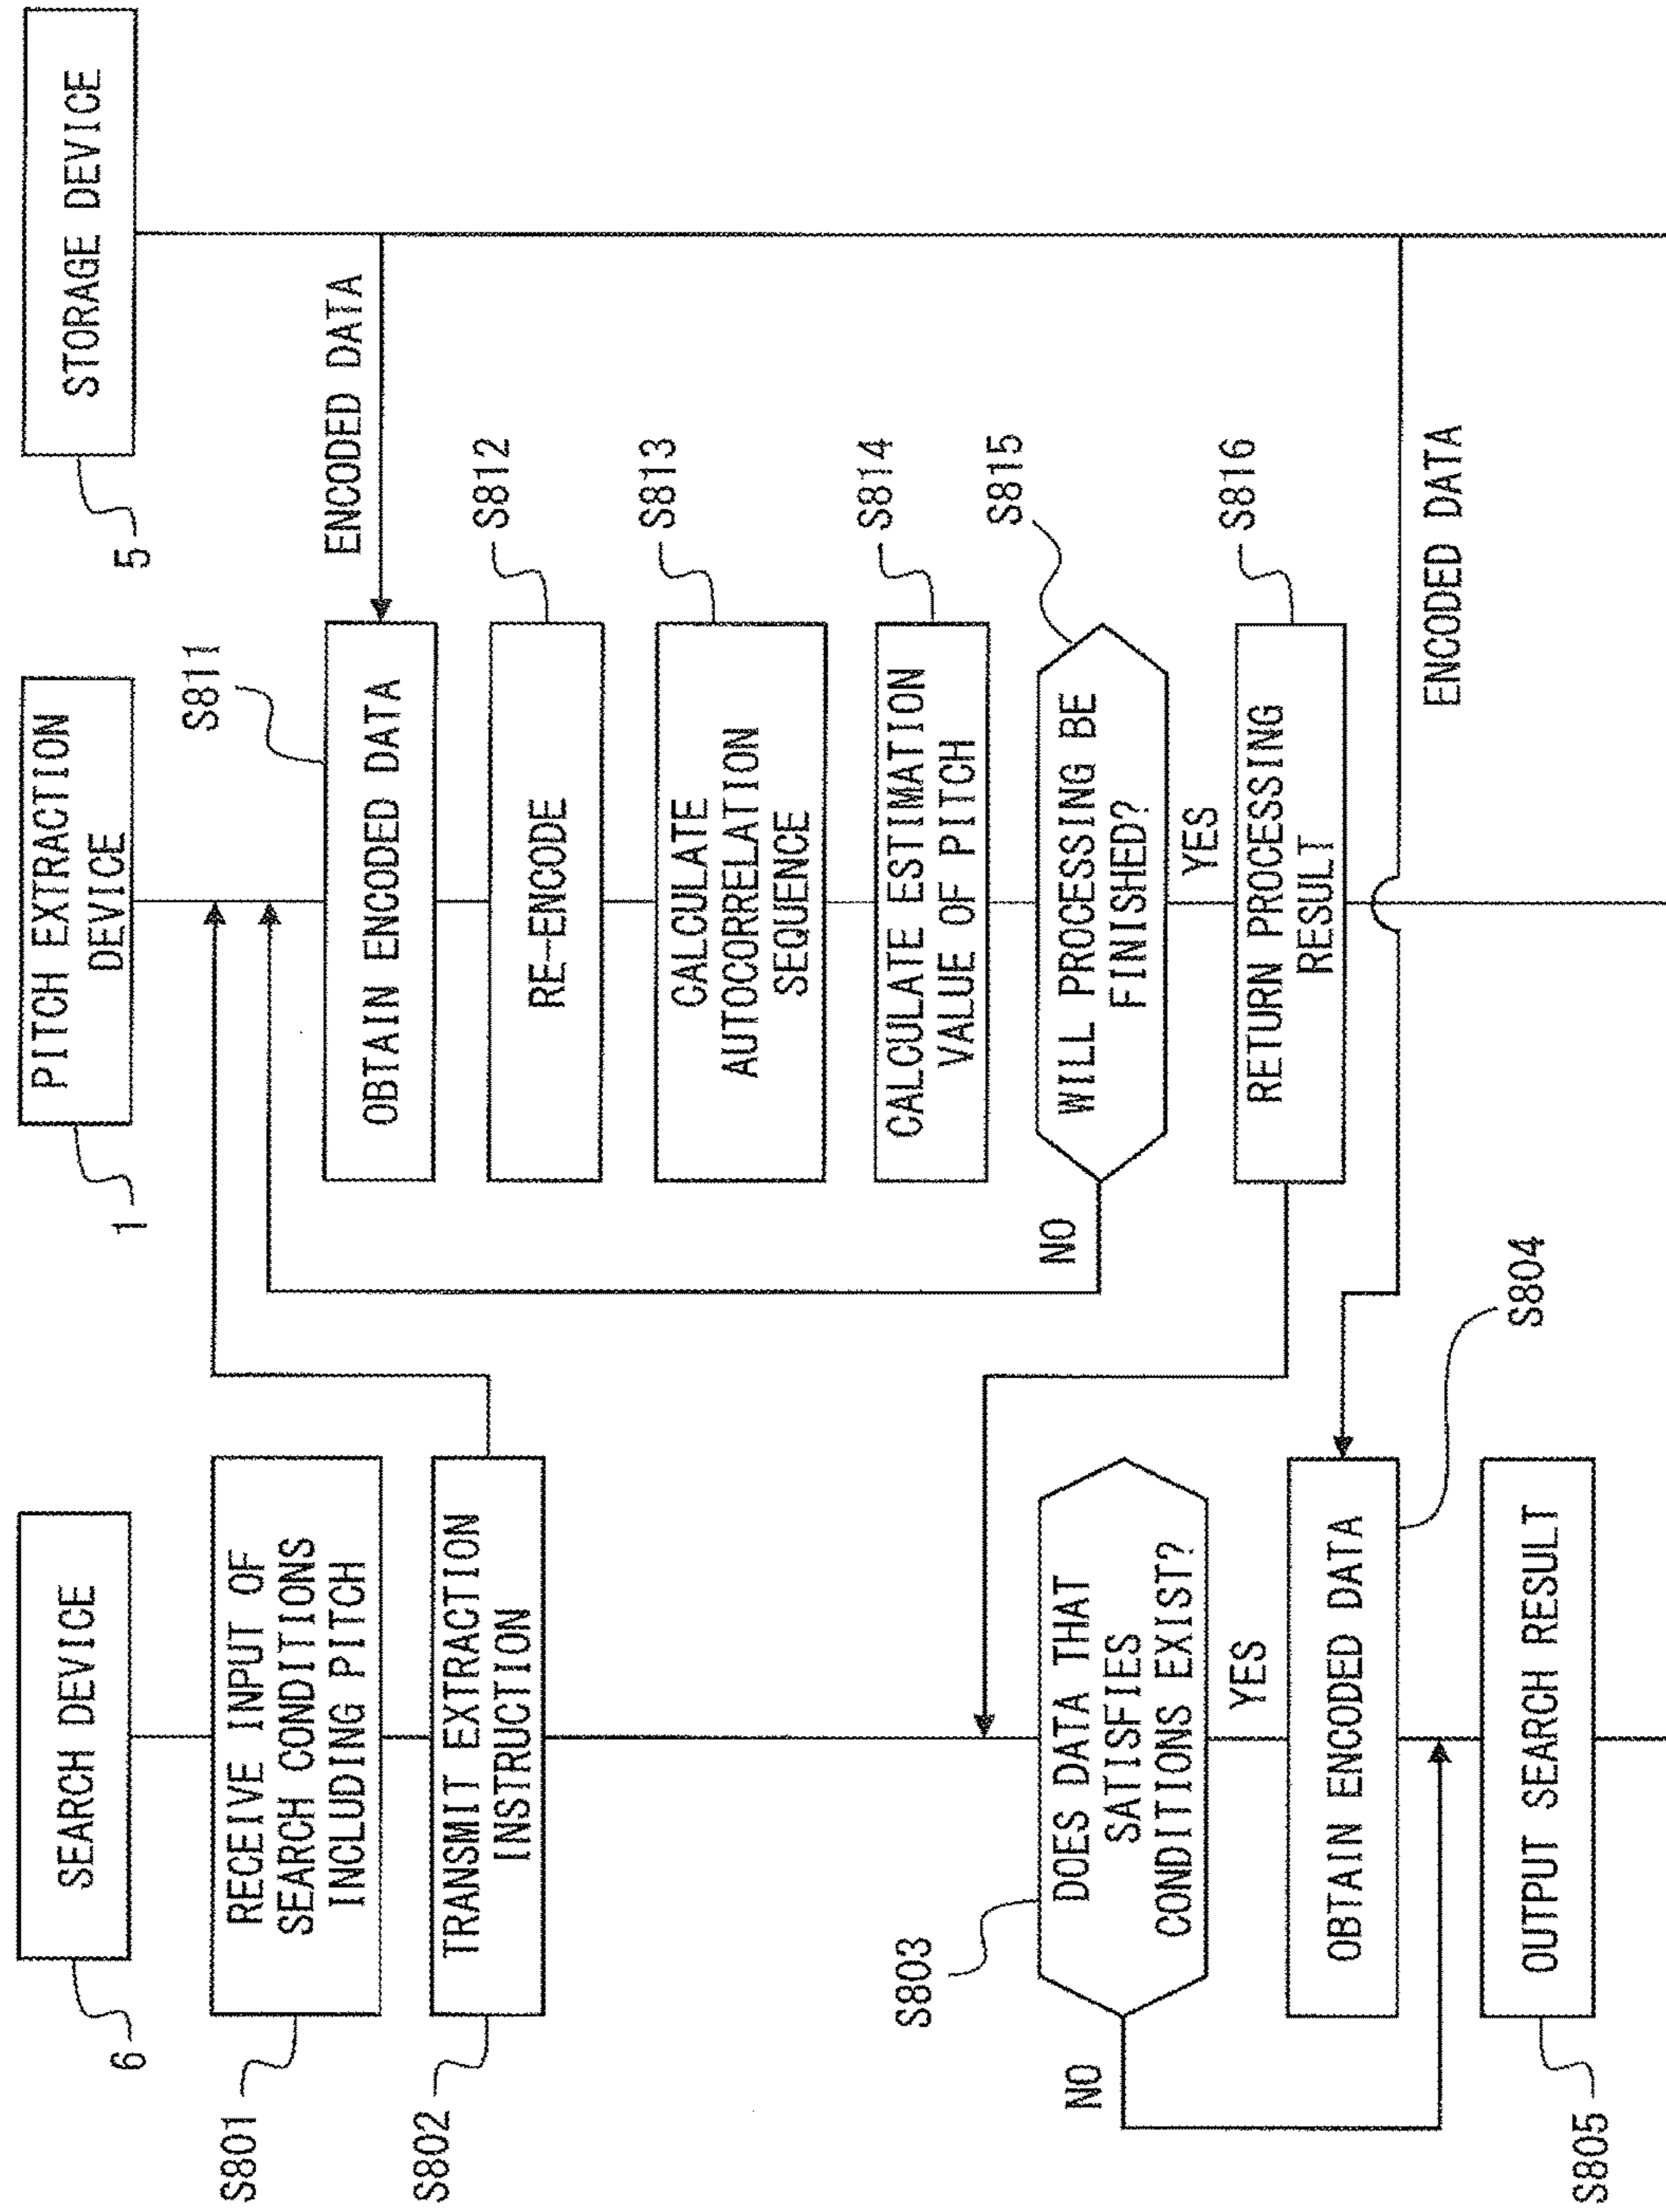 SEARCH DEVICE
6
PITCH EXTRACTION
DEVICE
1
STORAGE DEVICE
5
S801
RECEIVE INPUT OF
SEARCH CONDITIONS
INCLUDING PITCH
S802
TRANSMIT EXTRACTION
INSTRUCTION
S811
OBTAIN ENCODED DATA
ENCODED DATA
RE-ENCODE
S812
CALCULATE
AUTOCORRELATION
SEQUENCE
S813
CALCULATE ESTIMATION
VALUE OF PITCH
S814
WILL PROCESSING BE
FINISHED?
S815
NO
YES
RETURN PROCESSING
RESULT
S816
S803
DOES DATA THAT
SATISFIES
CONDITIONS EXIST?
NO
YES
OBTAIN ENCODED DATA
S804
ENCODED DATA
S805
OUTPUT SEARCH RESULT